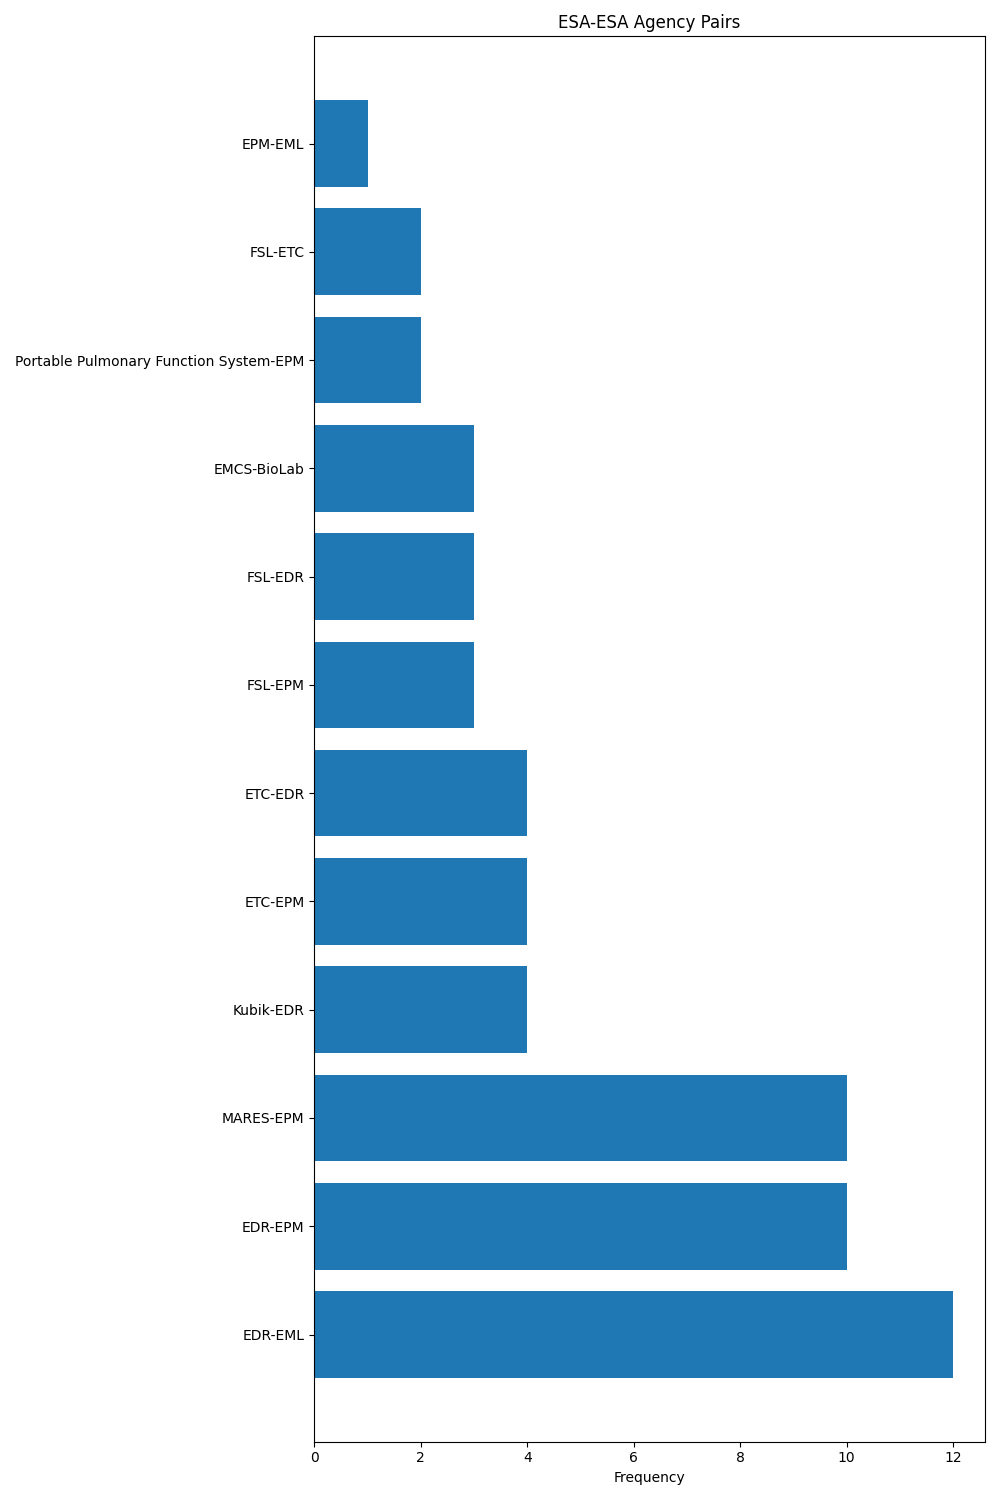 ESA-ESA Agency Pairs
EPM-EML
FSL-ETC
Portable Pulmonary Function System-EPM
EMCS-BioLab
FSL-EDR
FSL-EPM
ETC-EDR
ETC-EPM
Kubik-EDR
MARES-EPM
EDR-EPM
EDR-EML
0 2 4 6 8 10 12
Frequency